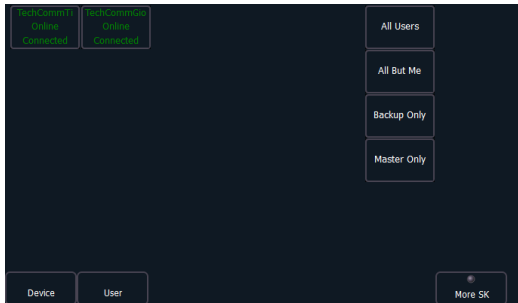 TechCommTi
Online
Connected
TechCommGio
Online
Connected
All Users
All But Me
Backup Only
Master Only
Device
User
More SK